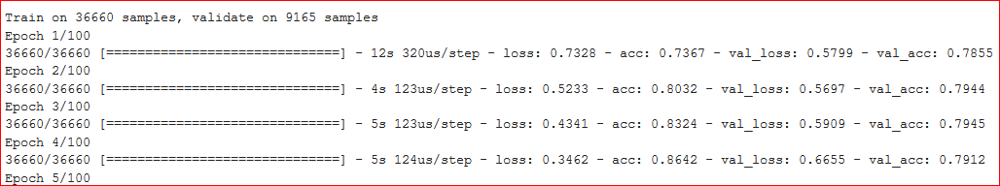 Train on 36660 samples, validate on 9165 samples
Epoch 1/100
36660/36660 [==============================] - 12s 320us/step - loss: 0.7328 - acc: 0.7367 - val_loss: 0.5799 - val_acc: 0.7855
Epoch 2/100
36660/36660 [==============================] - 4s 123us/step - loss: 0.5233 - acc: 0.8032 - val_loss: 0.5697 - val_acc: 0.7944
Epoch 3/100
36660/36660 [==============================] - 5s 123us/step - loss: 0.4341 - acc: 0.8324 - val_loss: 0.5909 - val_acc: 0.7945
Epoch 4/100
36660/36660 [==============================] - 5s 124us/step - loss: 0.3462 - acc: 0.8642 - val_loss: 0.6655 - val_acc: 0.7912
Epoch 5/100